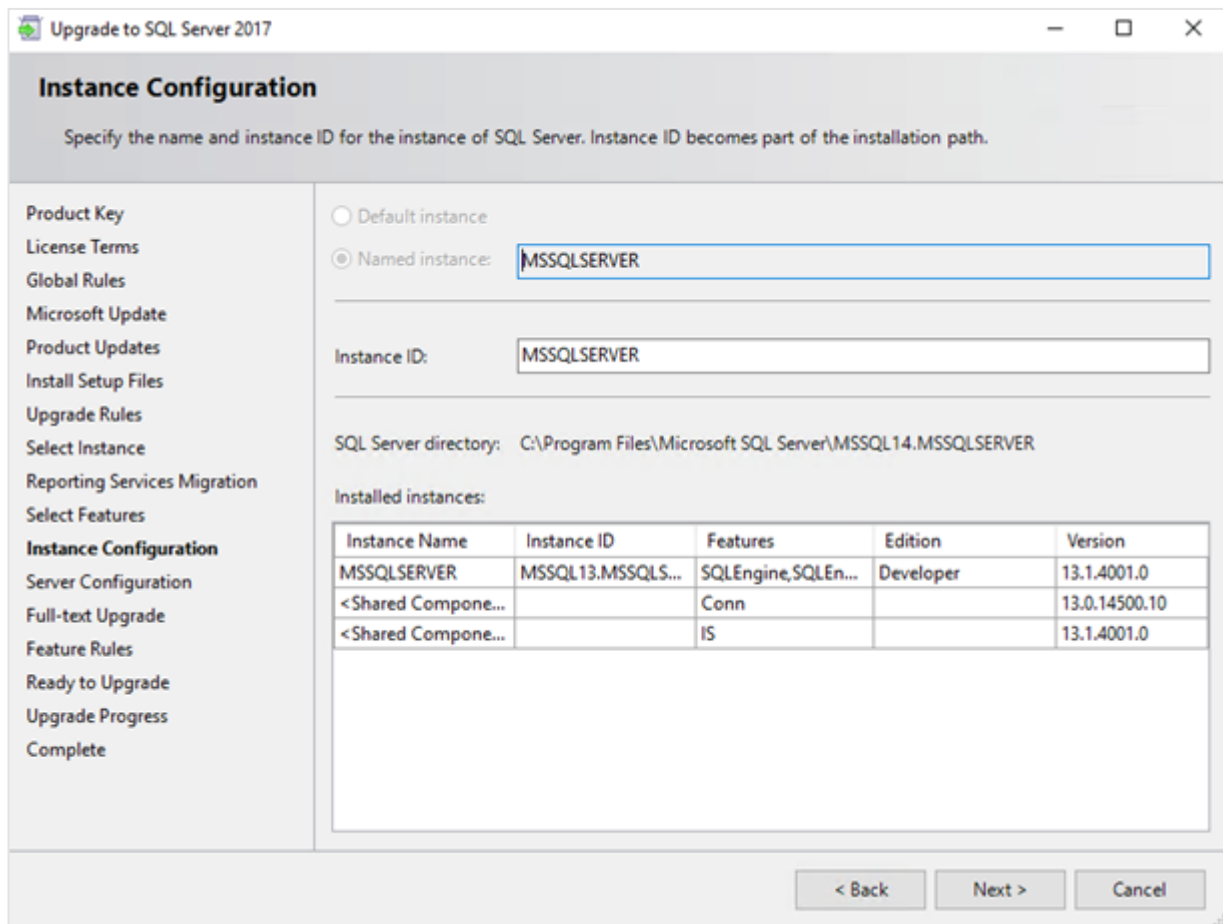 Upgrade to SQL Server 2017
Instance Configuration
Specify the name and instance ID for the instance of SQL Server. Instance ID becomes part of the installation path.
Product Key
License Terms
Global Rules
Microsoft Update
Product Updates
Install Setup Files
Upgrade Rules
Select Instance
Reporting Services Migration
Select Features
Instance Configuration
Server Configuration
Full-text Upgrade
Feature Rules
Ready to Upgrade
Upgrade Progress
Complete
Default instance
Named instance: MSSQLSERVER
Instance ID: MSSQLSERVER
SQL Server directory: C:\Program Files\Microsoft SQL Server\MSSQL14.MSSQLSERVER
Installed instances:
Instance Name Instance ID Features Edition Version
MSSQLSERVER MSSQL13.MSSQLS... SQLEngine,SQLEn... Developer 13.1.4001.0
<Shared Compone... Conn 13.0.14500.10
<Shared Compone... IS 13.1.4001.0
< Back Next > Cancel